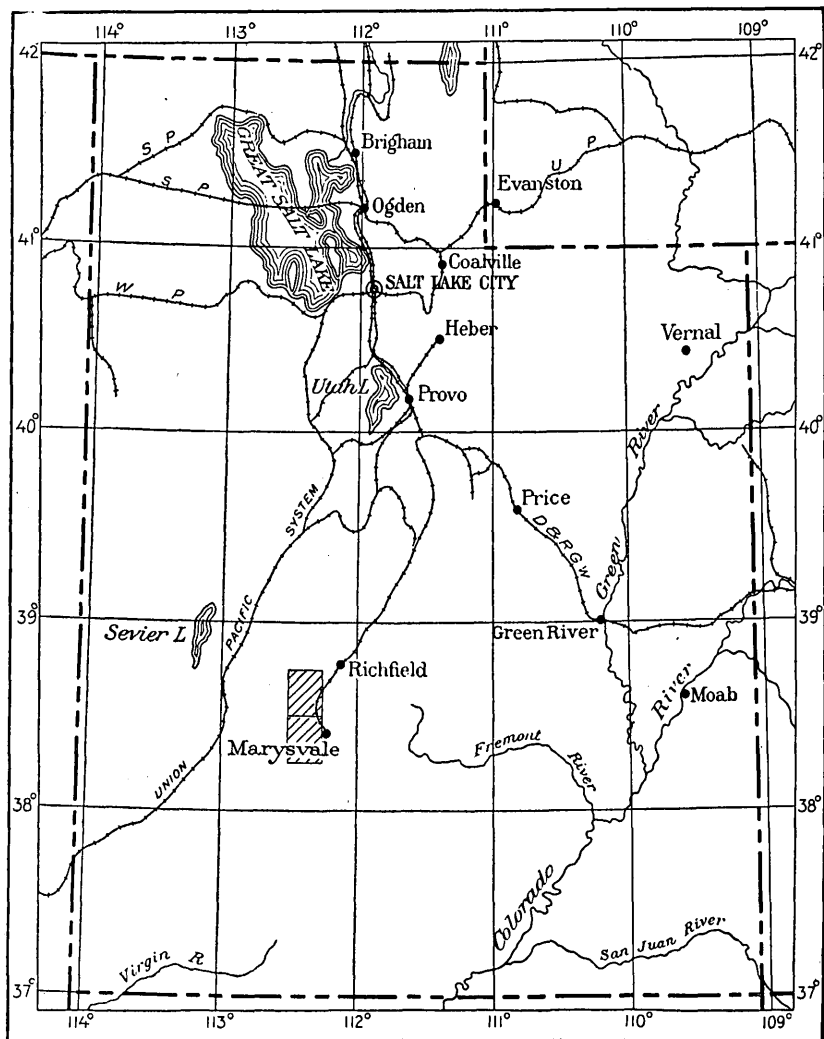 114° 113° 112° 111° 110° 109°
42
42°
S P
Brigham
GREAT SALT LAKE
U P
S P
Evanston
Ogden
41°
41°
Coalville
SALT LAKE CITY
W P
Heber
Vernal
Utah L
Provo
River
40°
40°
Price
SYSTEM
D & R G W
Green
39°
39°
Sevier L
PACIFIC
Green River
Richfield
River
Moab
Marysvale
Fremont
River
UNION
38°
38°
Colorado
San Juan River
Virgin R
37°
37°
114° 113° 112° 111° 110° 109°